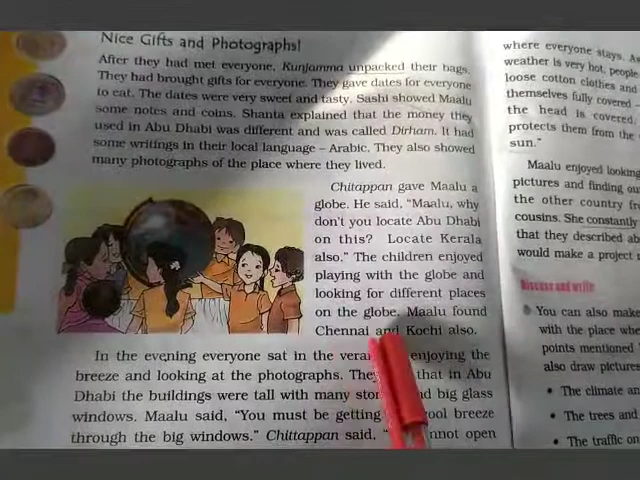 Nice Gifts and Photographs!
After they had met everyone, Kunjamma unpacked their bags.
They had brought gifts for everyone. They gave dates for everyone
to eat. The dates were very sweet and tasty. Sashi showed Maalu
some notes and coins. Shanta explained that the money they
used in Abu Dhabi was different and was called Dirham. It had
some writings in their local language – Arabic. They also showed
many photographs of the place where they lived.
Chitappan gave Maalu a
globe. He said, “Maalu, why
don't you locate Abu Dhabi
on this? Locate Kerala
also.” The children enjoyed
playing with the globe and
looking for different places
on the globe. Maalu found
Chennai and Kochi also.
In the evening everyone sat in the enjoying the
breeze and looking at the photographs. that in Abu
Dhabi the buildings were tall with many and big glass
windows. Maalu said, “You must be getting breeze
through the big windows.” Chittappan said, open
where everyone stays.
weather is very hot, people
loose cotton clothes and
themselves fully covered
the head is covered.
protects them from the
sun.”
Maalu enjoyed looking
pictures and finding
the other country
cousins. She constantly
that they described
would make a project
Discuss and write
You can also make
with the place
points mentioned
also draw pictures
• The climate
• The trees and
• The traffic on